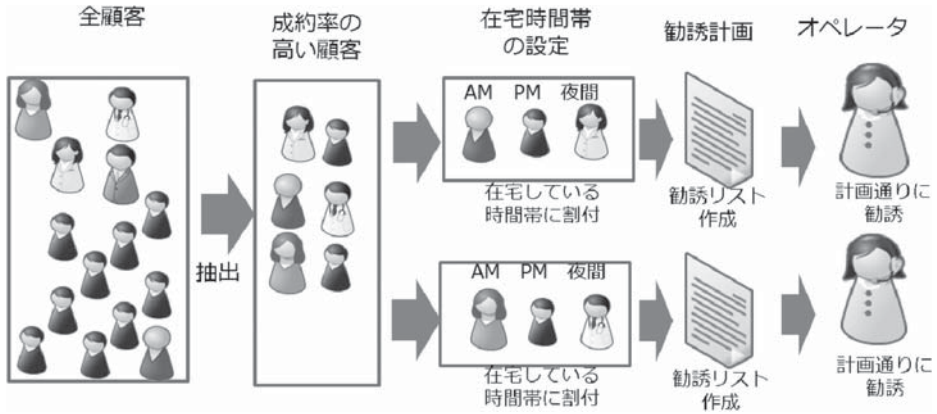 全顧客
成約率の
高い顧客
在宅時間帯
の設定
勧誘計画
オペレータ
抽出
AM PM 夜間
在宅している
時間帯に割付
勧誘リスト
作成
計画通りに
勧誘
AM PM 夜間
在宅している
時間帯に割付
勧誘リスト
作成
計画通りに
勧誘